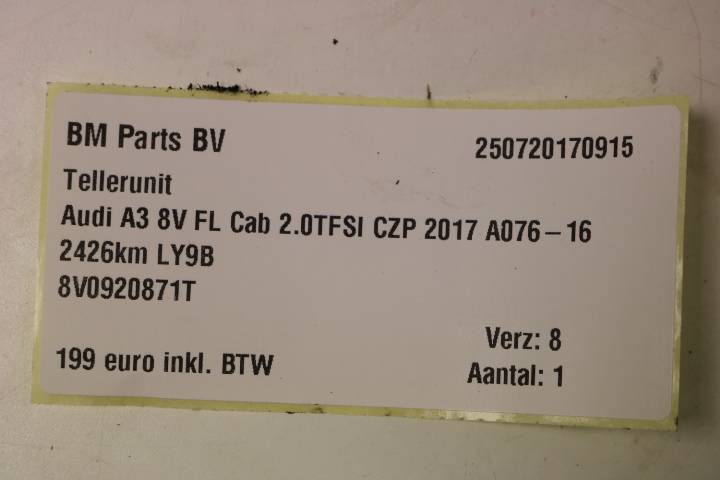 BM Parts BV 250720170915
Tellerunit
Audi A3 8V FL Cab 2.0TFSI CZP 2017 A076-16
2426km LY9B
8V0920871T
Verz: 8
199 euro inkl. BTW Aantal: 1